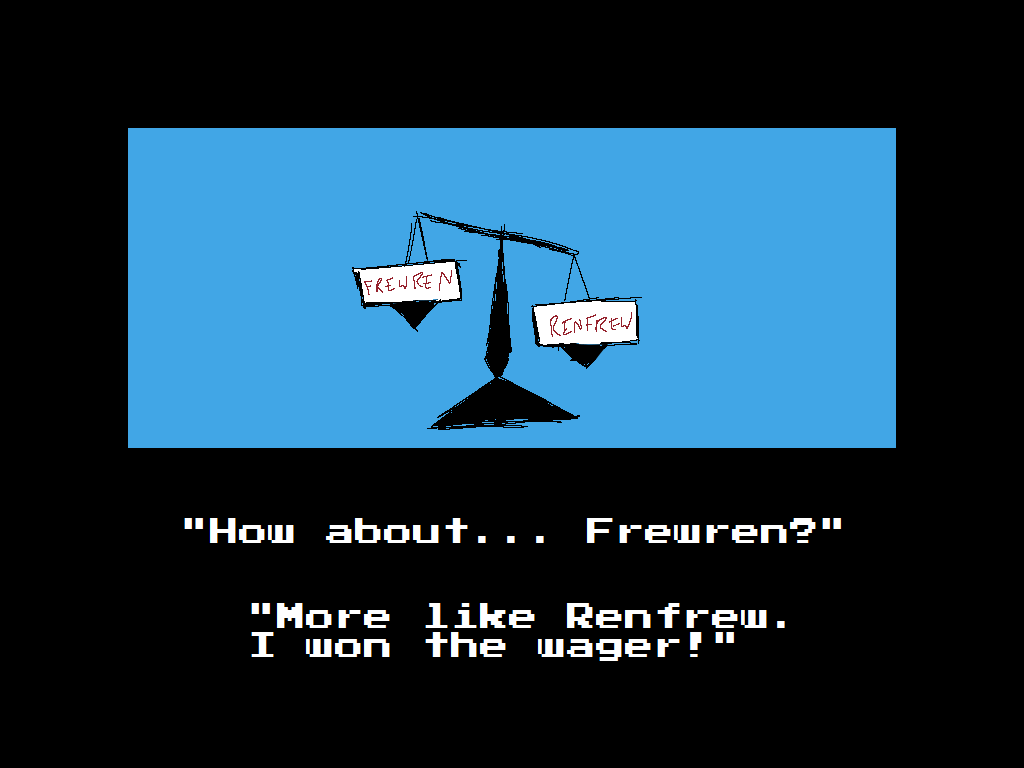 FREWREN
RENFREW
"How about... Frewren?"
"More like Renfrew.
I won the wager!"